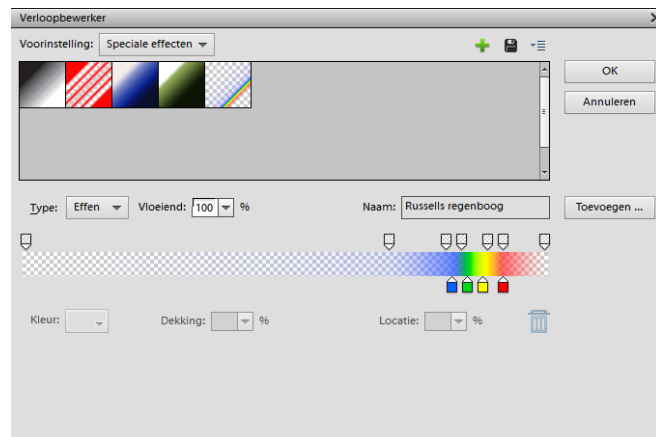 Verloopbewerker
Voorinstelling: Speciale effecten
OK
Annuleren
Type: Effen Vloeiend: 100 % Naam: Russells regenboog Toevoegen ...
Kleur: Dekking: % Locatie: %